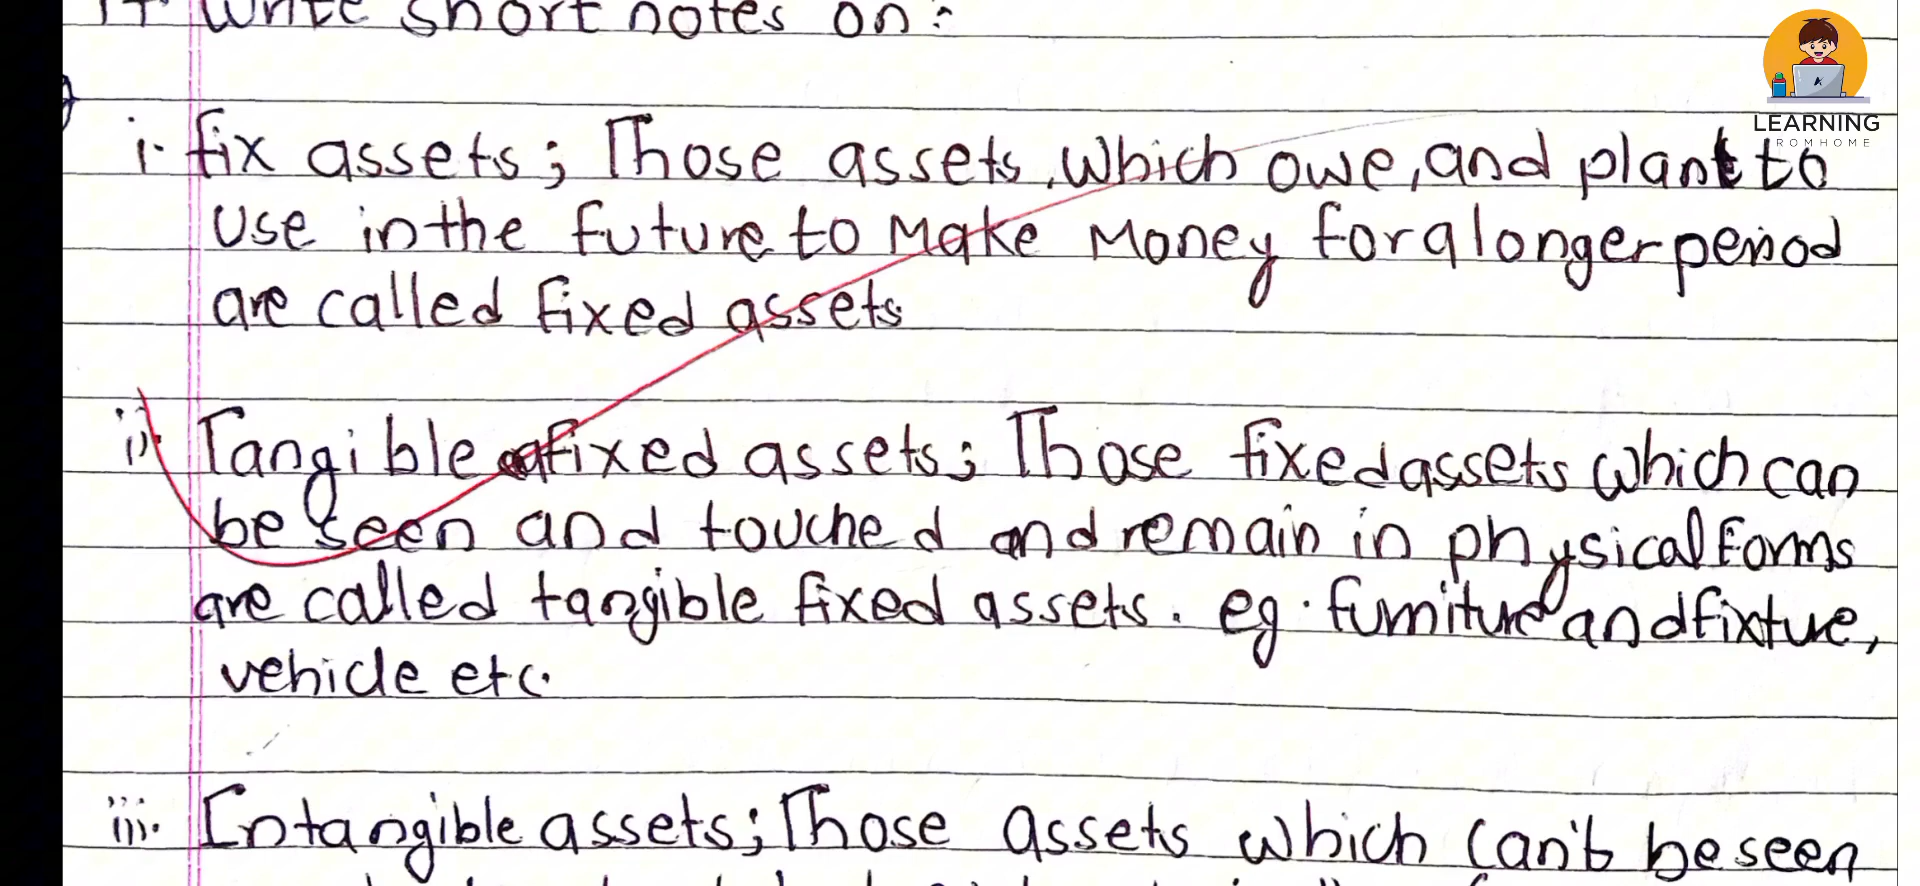 Write short notes on:
LEARNING
ROMHOME
i. fix assets; Those assets, which owe, and plant to
use in the future to make money for a longer period
are called fixed assets
ii. Tangible fixed assets; Those fixed assets which can
be seen and touched and remain in physical forms
are called tangible fixed assets. eg. furniture and fixture,
vehicle etc.
iii. Intangible assets; Those assets which can't be seen